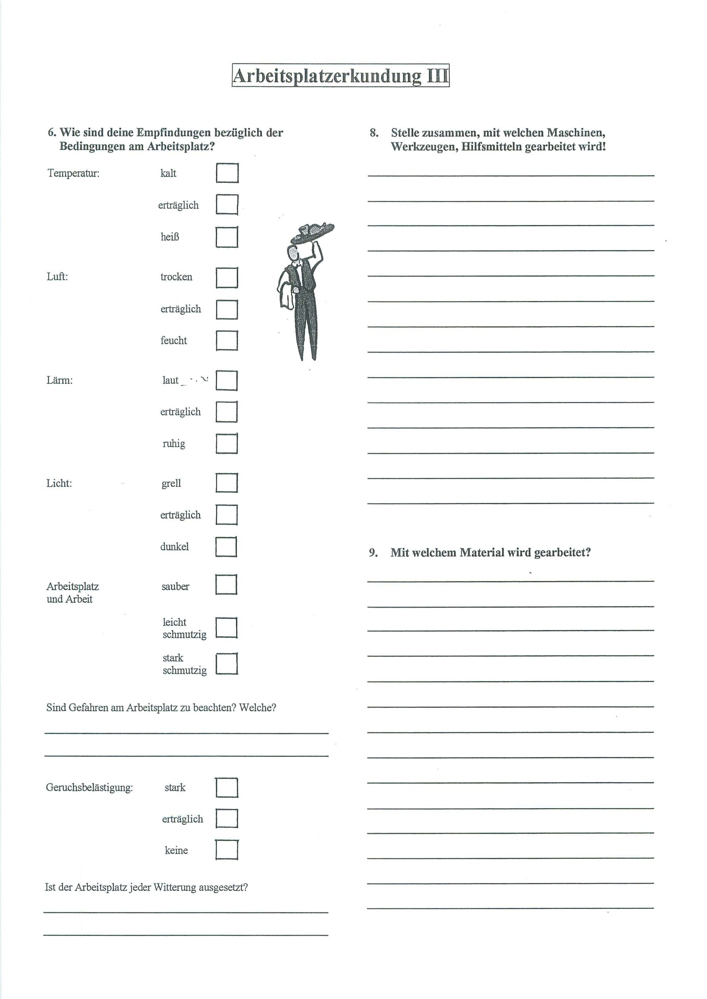 Arbeitsplatzerkundung III
6. Wie sind deine Empfindungen bezüglich der
Bedingungen am Arbeitsplatz?
Temperatur: kalt
erträglich
heiß
Luft: trocken
erträglich
feucht
Lärm: laut
erträglich
ruhig
Licht: grell
erträglich
dunkel
Arbeitsplatz sauber
und Arbeit
leicht
schmutzig
stark
schmutzig
Sind Gefahren am Arbeitsplatz zu beachten? Welche?
Geruchsbelästigung: stark
erträglich
keine
Ist der Arbeitsplatz jeder Witterung ausgesetzt?
8. Stelle zusammen, mit welchen Maschinen,
Werkzeugen, Hilfsmitteln gearbeitet wird!
9. Mit welchem Material wird gearbeitet?